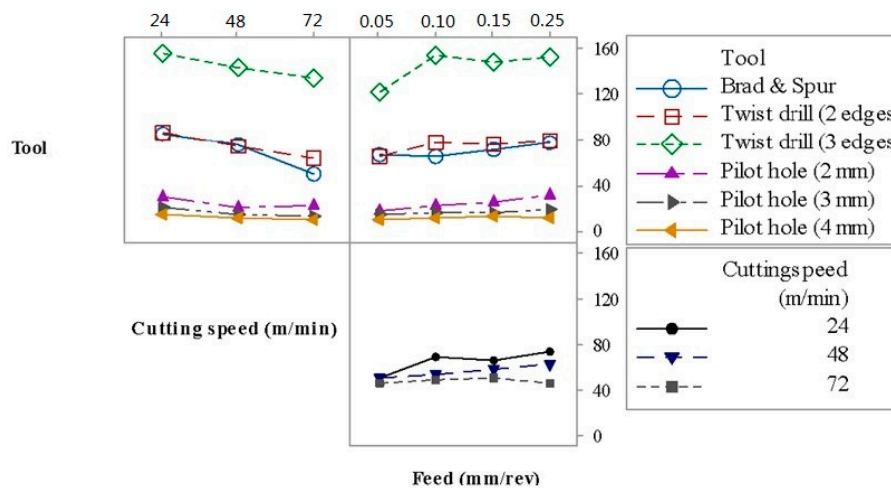 24 48 72 0.05 0.10 0.15 0.25
160
120
80
40
0
Tool
Tool
Brad & Spur
Twist drill (2 edges
Twist drill (3 edges
Pilot hole (2 mm)
Pilot hole (3 mm)
Pilot hole (4 mm)
160
120
80
40
0
Cutting speed (m/min)
Cuttingspeed
(m/min)
24
48
72
Feed (mm/rev)